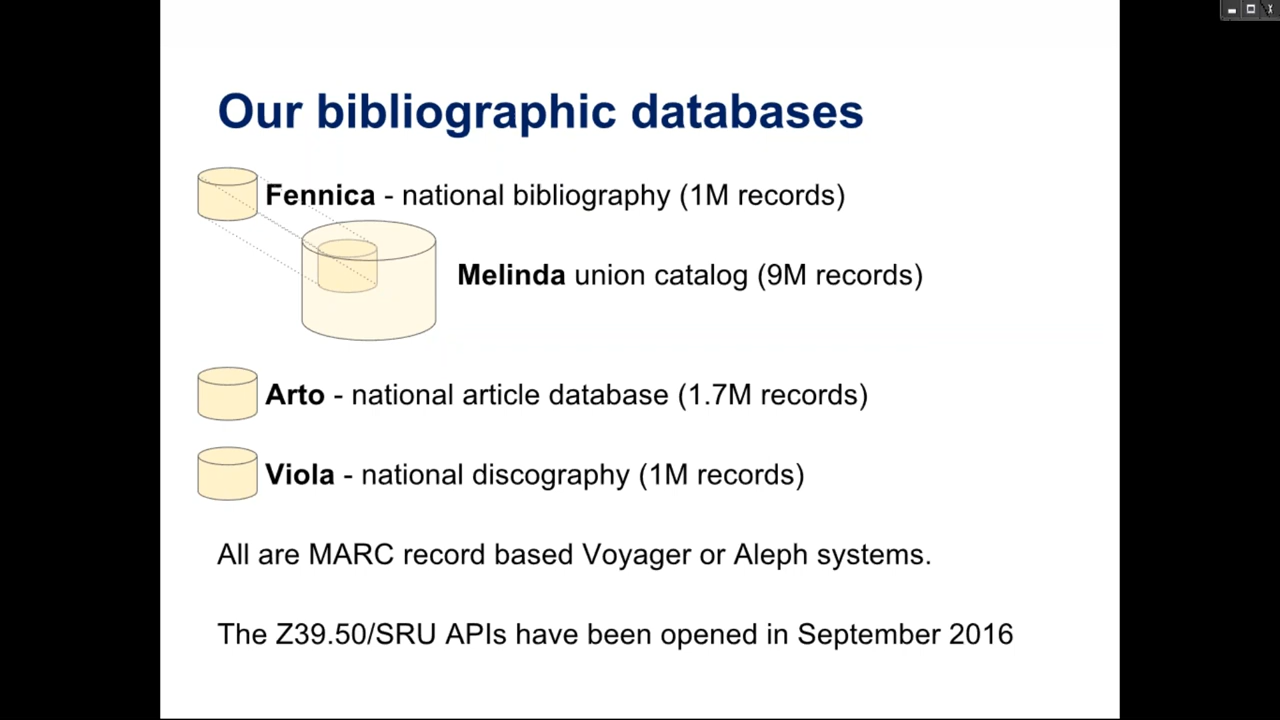 Our bibliographic databases
Fennica - national bibliography (1M records)
Melinda union catalog (9M records)
Arto - national article database (1.7M records)
Viola - national discography (1M records)
All are MARC record based Voyager or Aleph systems.
The Z39.50/SRU APIs have been opened in September 2016